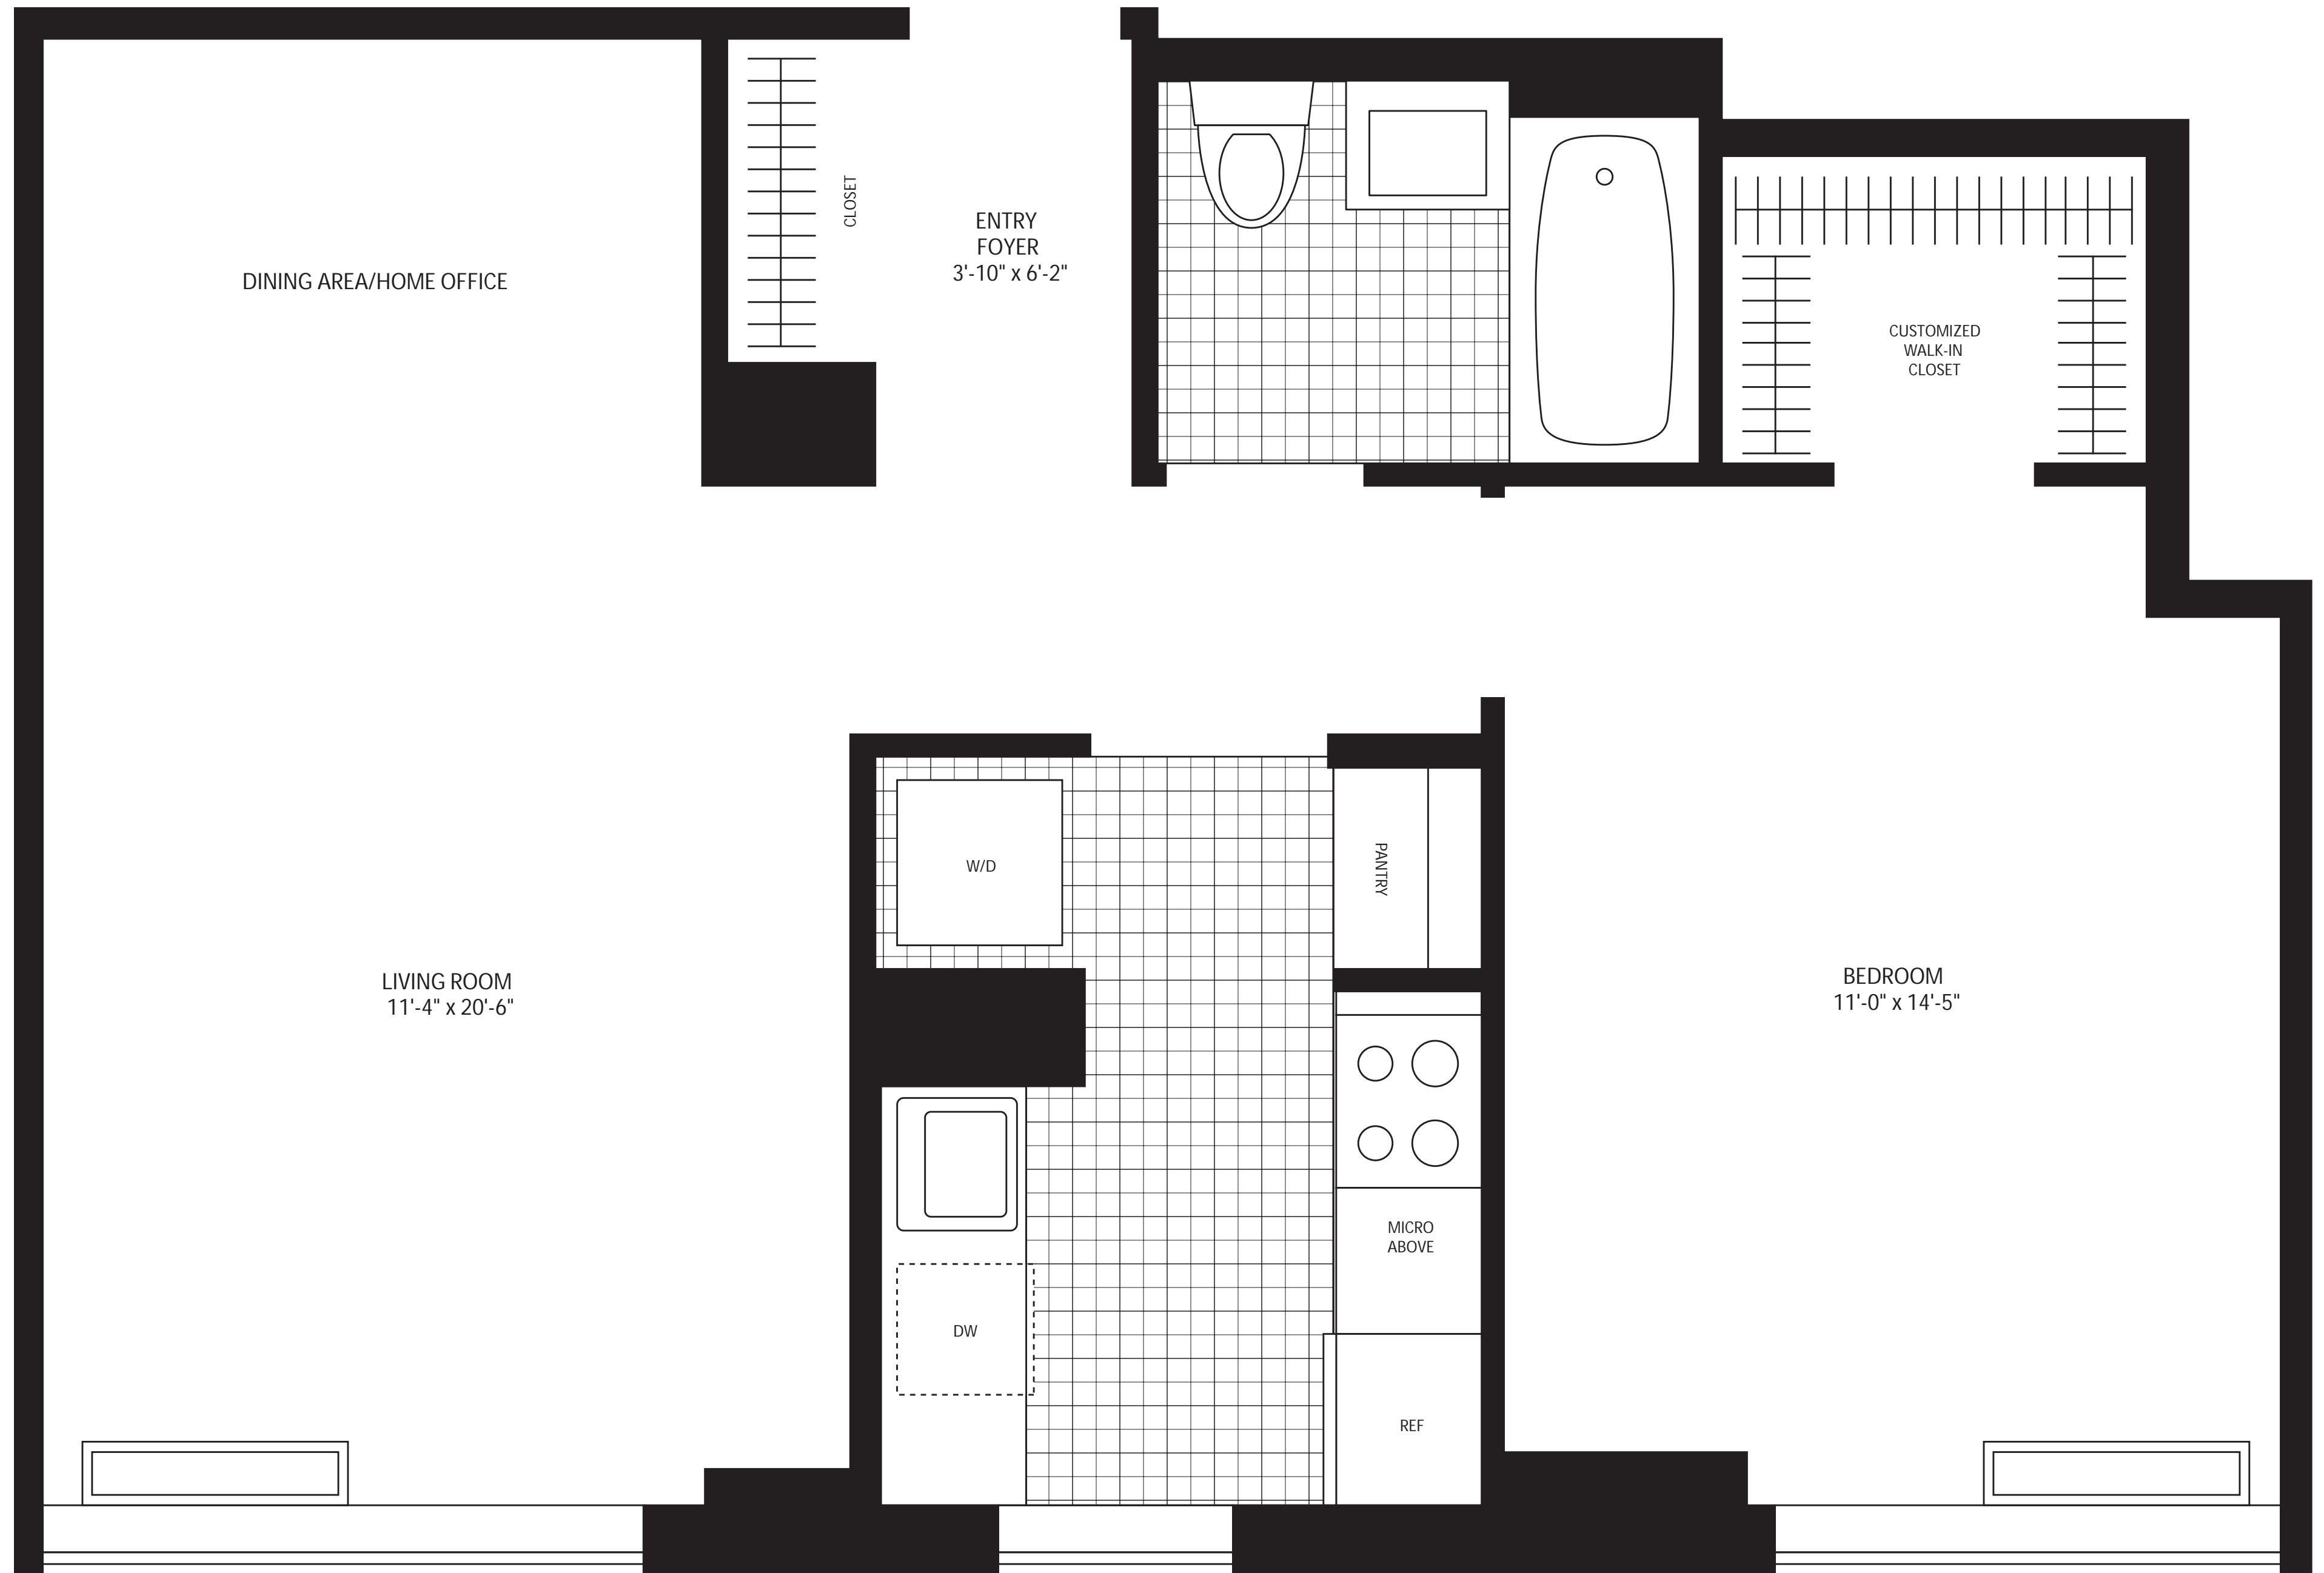 DINING AREA/HOME OFFICE
CLOSET
ENTRY
FOYER
3'-10" x 6'-2"
CUSTOMIZED
WALK-IN
CLOSET
W/D
PANTRY
LIVING ROOM
11'-4" x 20'-6"
BEDROOM
11'-0" x 14'-5"
MICRO
ABOVE
DW
REF